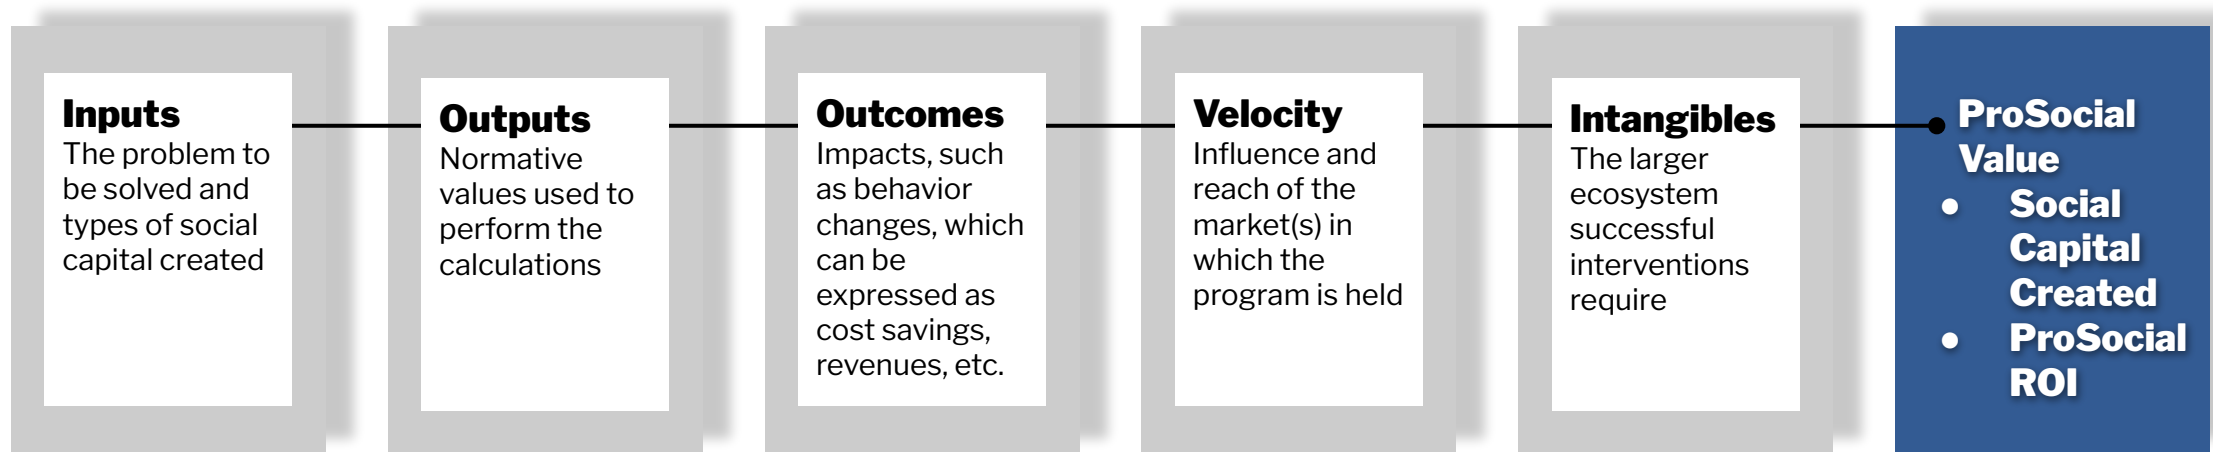 Inputs
The problem to
be solved and
types of social
capital created
Outputs
Normative
values used to
perform the
calculations
Outcomes
Impacts, such
as behavior
changes, which
can be
expressed as
cost savings,
revenues, etc.
Velocity
Influence and
reach of the
market(s) in
which the
program is held
Intangibles
The larger
ecosystem
successful
interventions
require
ProSocial
Value
● Social
Capital
Created
● ProSocial
ROI